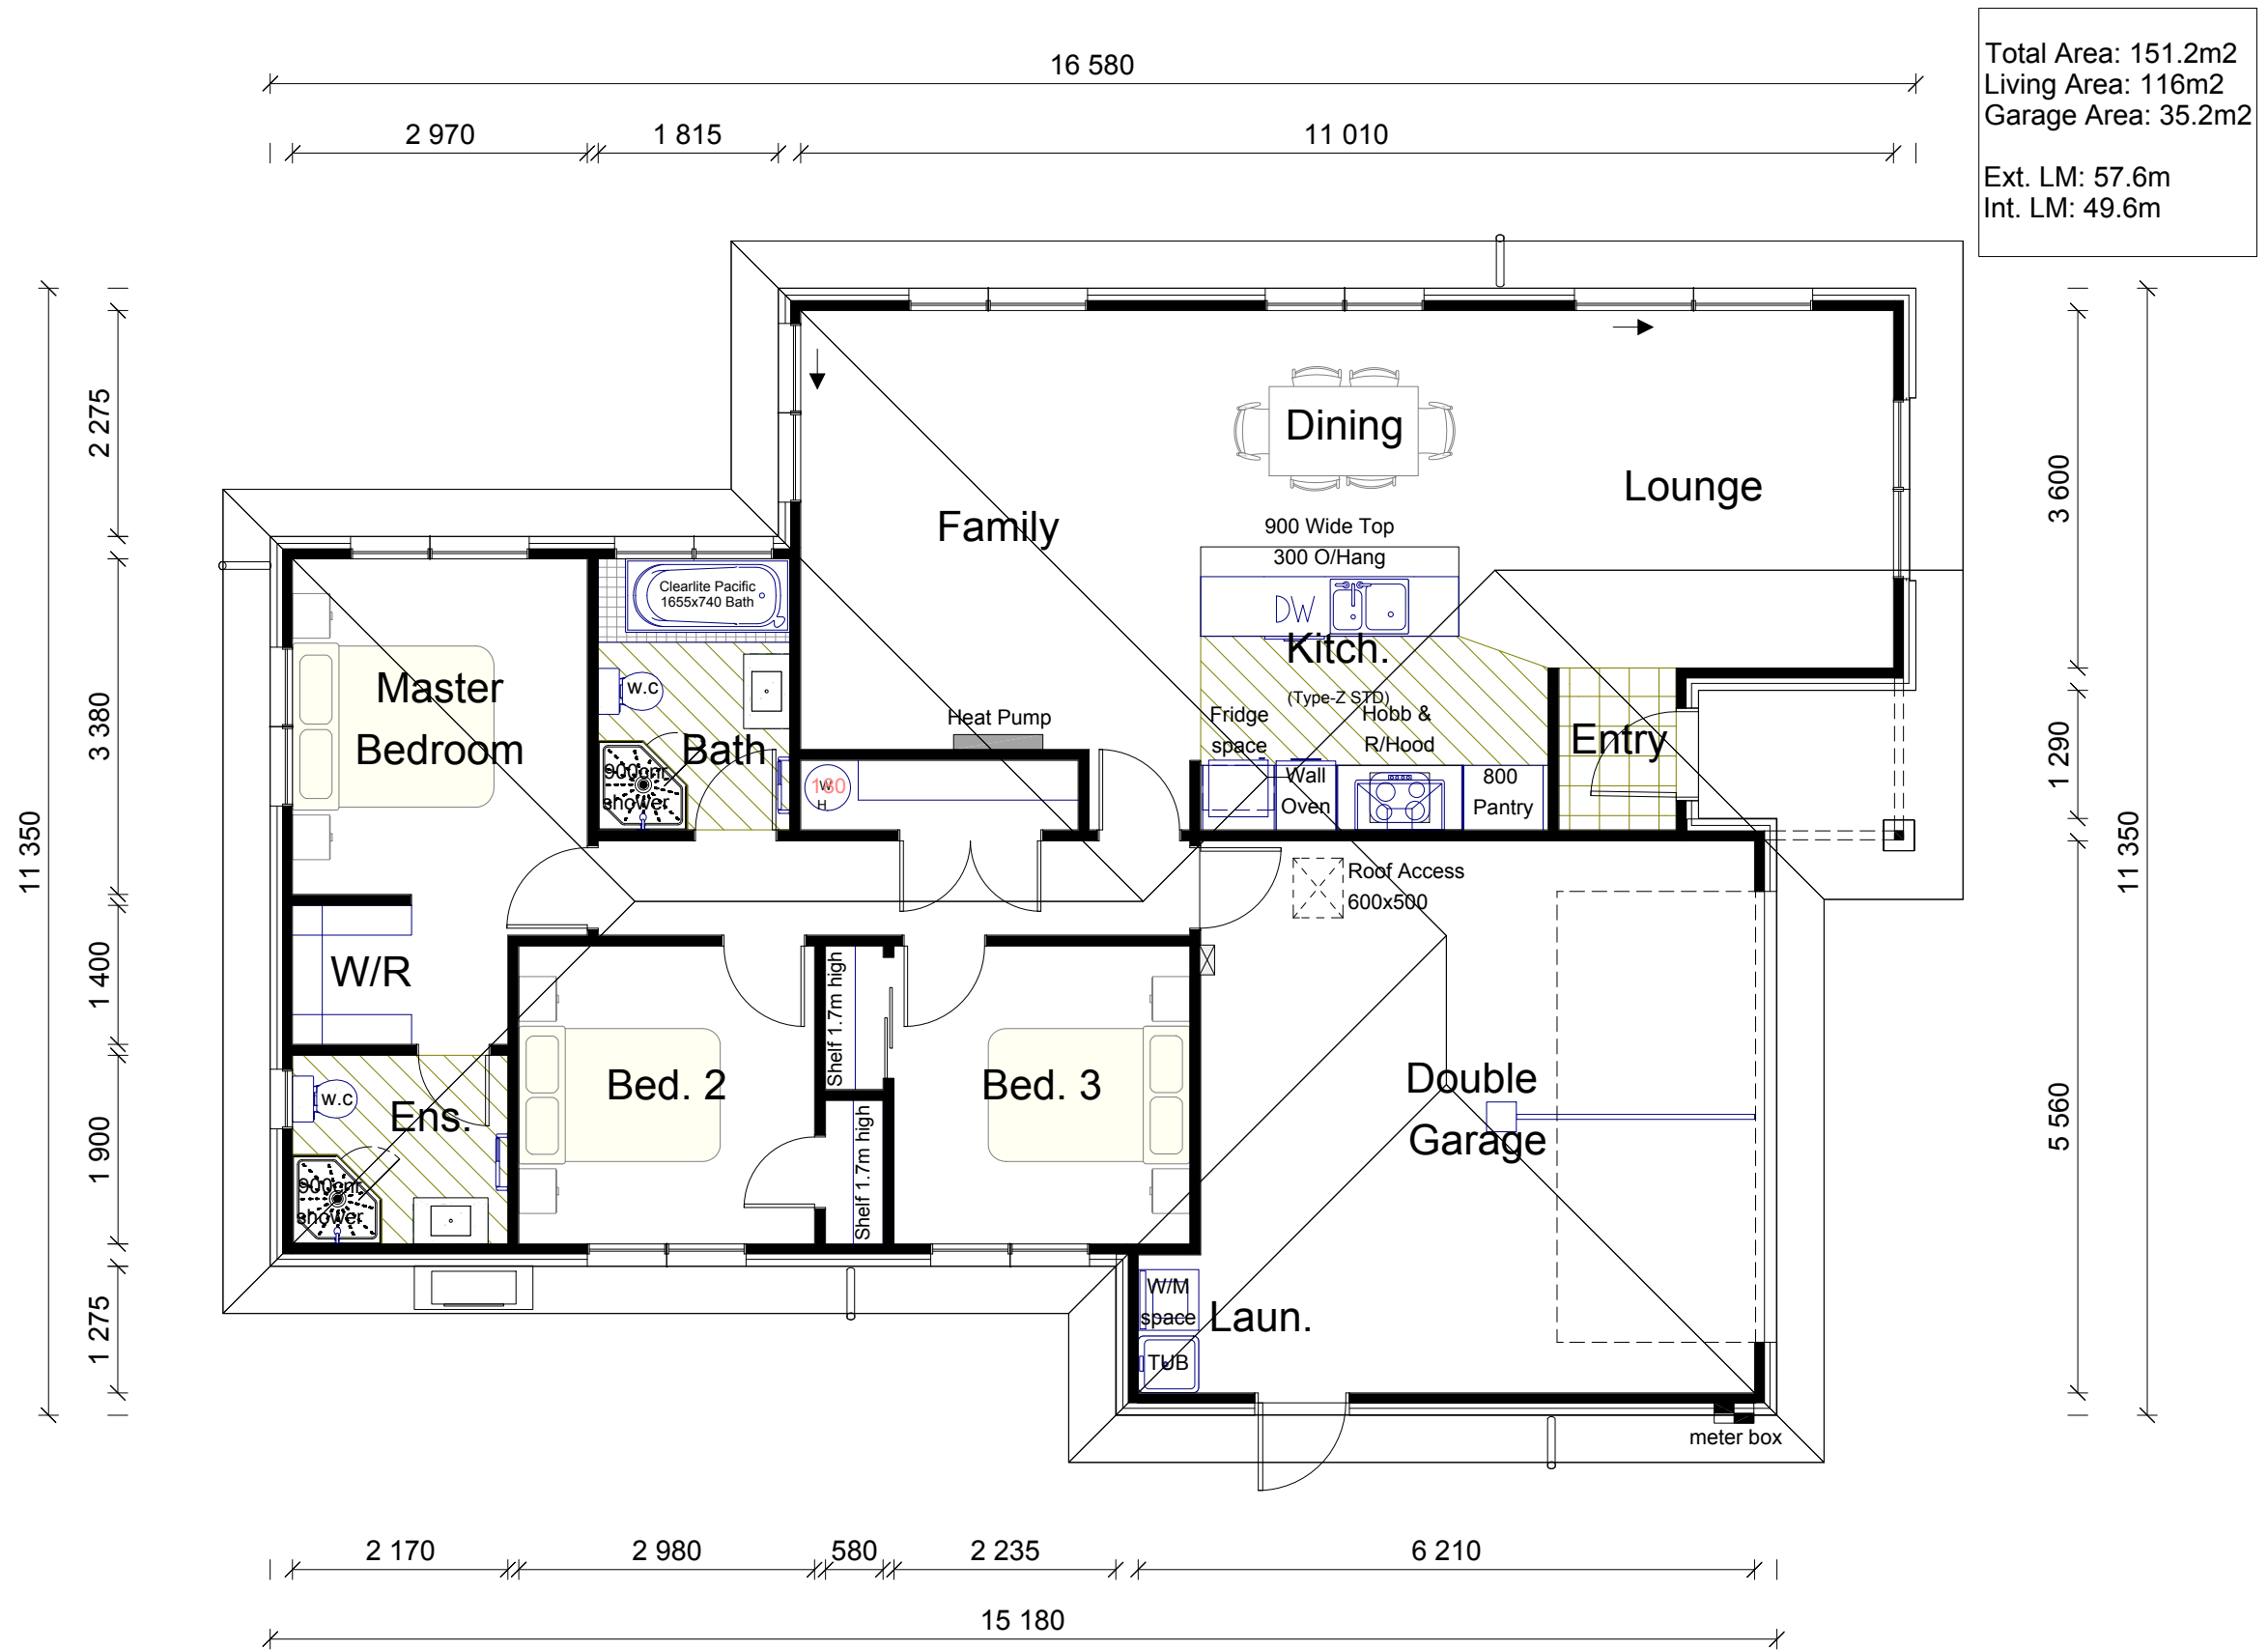 Total Area: 151.2m2
Living Area: 116m2
Garage Area: 35.2m2
Ext. LM: 57.6m
Int. LM: 49.6m
16 580
2 970
1 815
11 010
11 350
2 275
3 380
1 400
1 900
1 275
Dining
Lounge
Family
900 Wide Top
300 O/Hang
Clearlite Pacific
1655x740 Bath
DW
Kitch.
(Type-Z STD)
Master
Bedroom
W.C
Bath
900cnr
shower
Heat Pump
Fridge
space
Hobb &
R/Hood
Wall
Oven
800
Pantry
Entry
W
H
180
Roof Access
600x500
W/R
Shelf 1.7m high
Bed. 2
Bed. 3
Shelf 1.7m high
Double
Garage
W.C
Ens.
900cnr
shower
W/M
space
Laun.
TUB
meter box
3 600
1 290
5 560
11 350
2 170
2 980
580
2 235
6 210
15 180